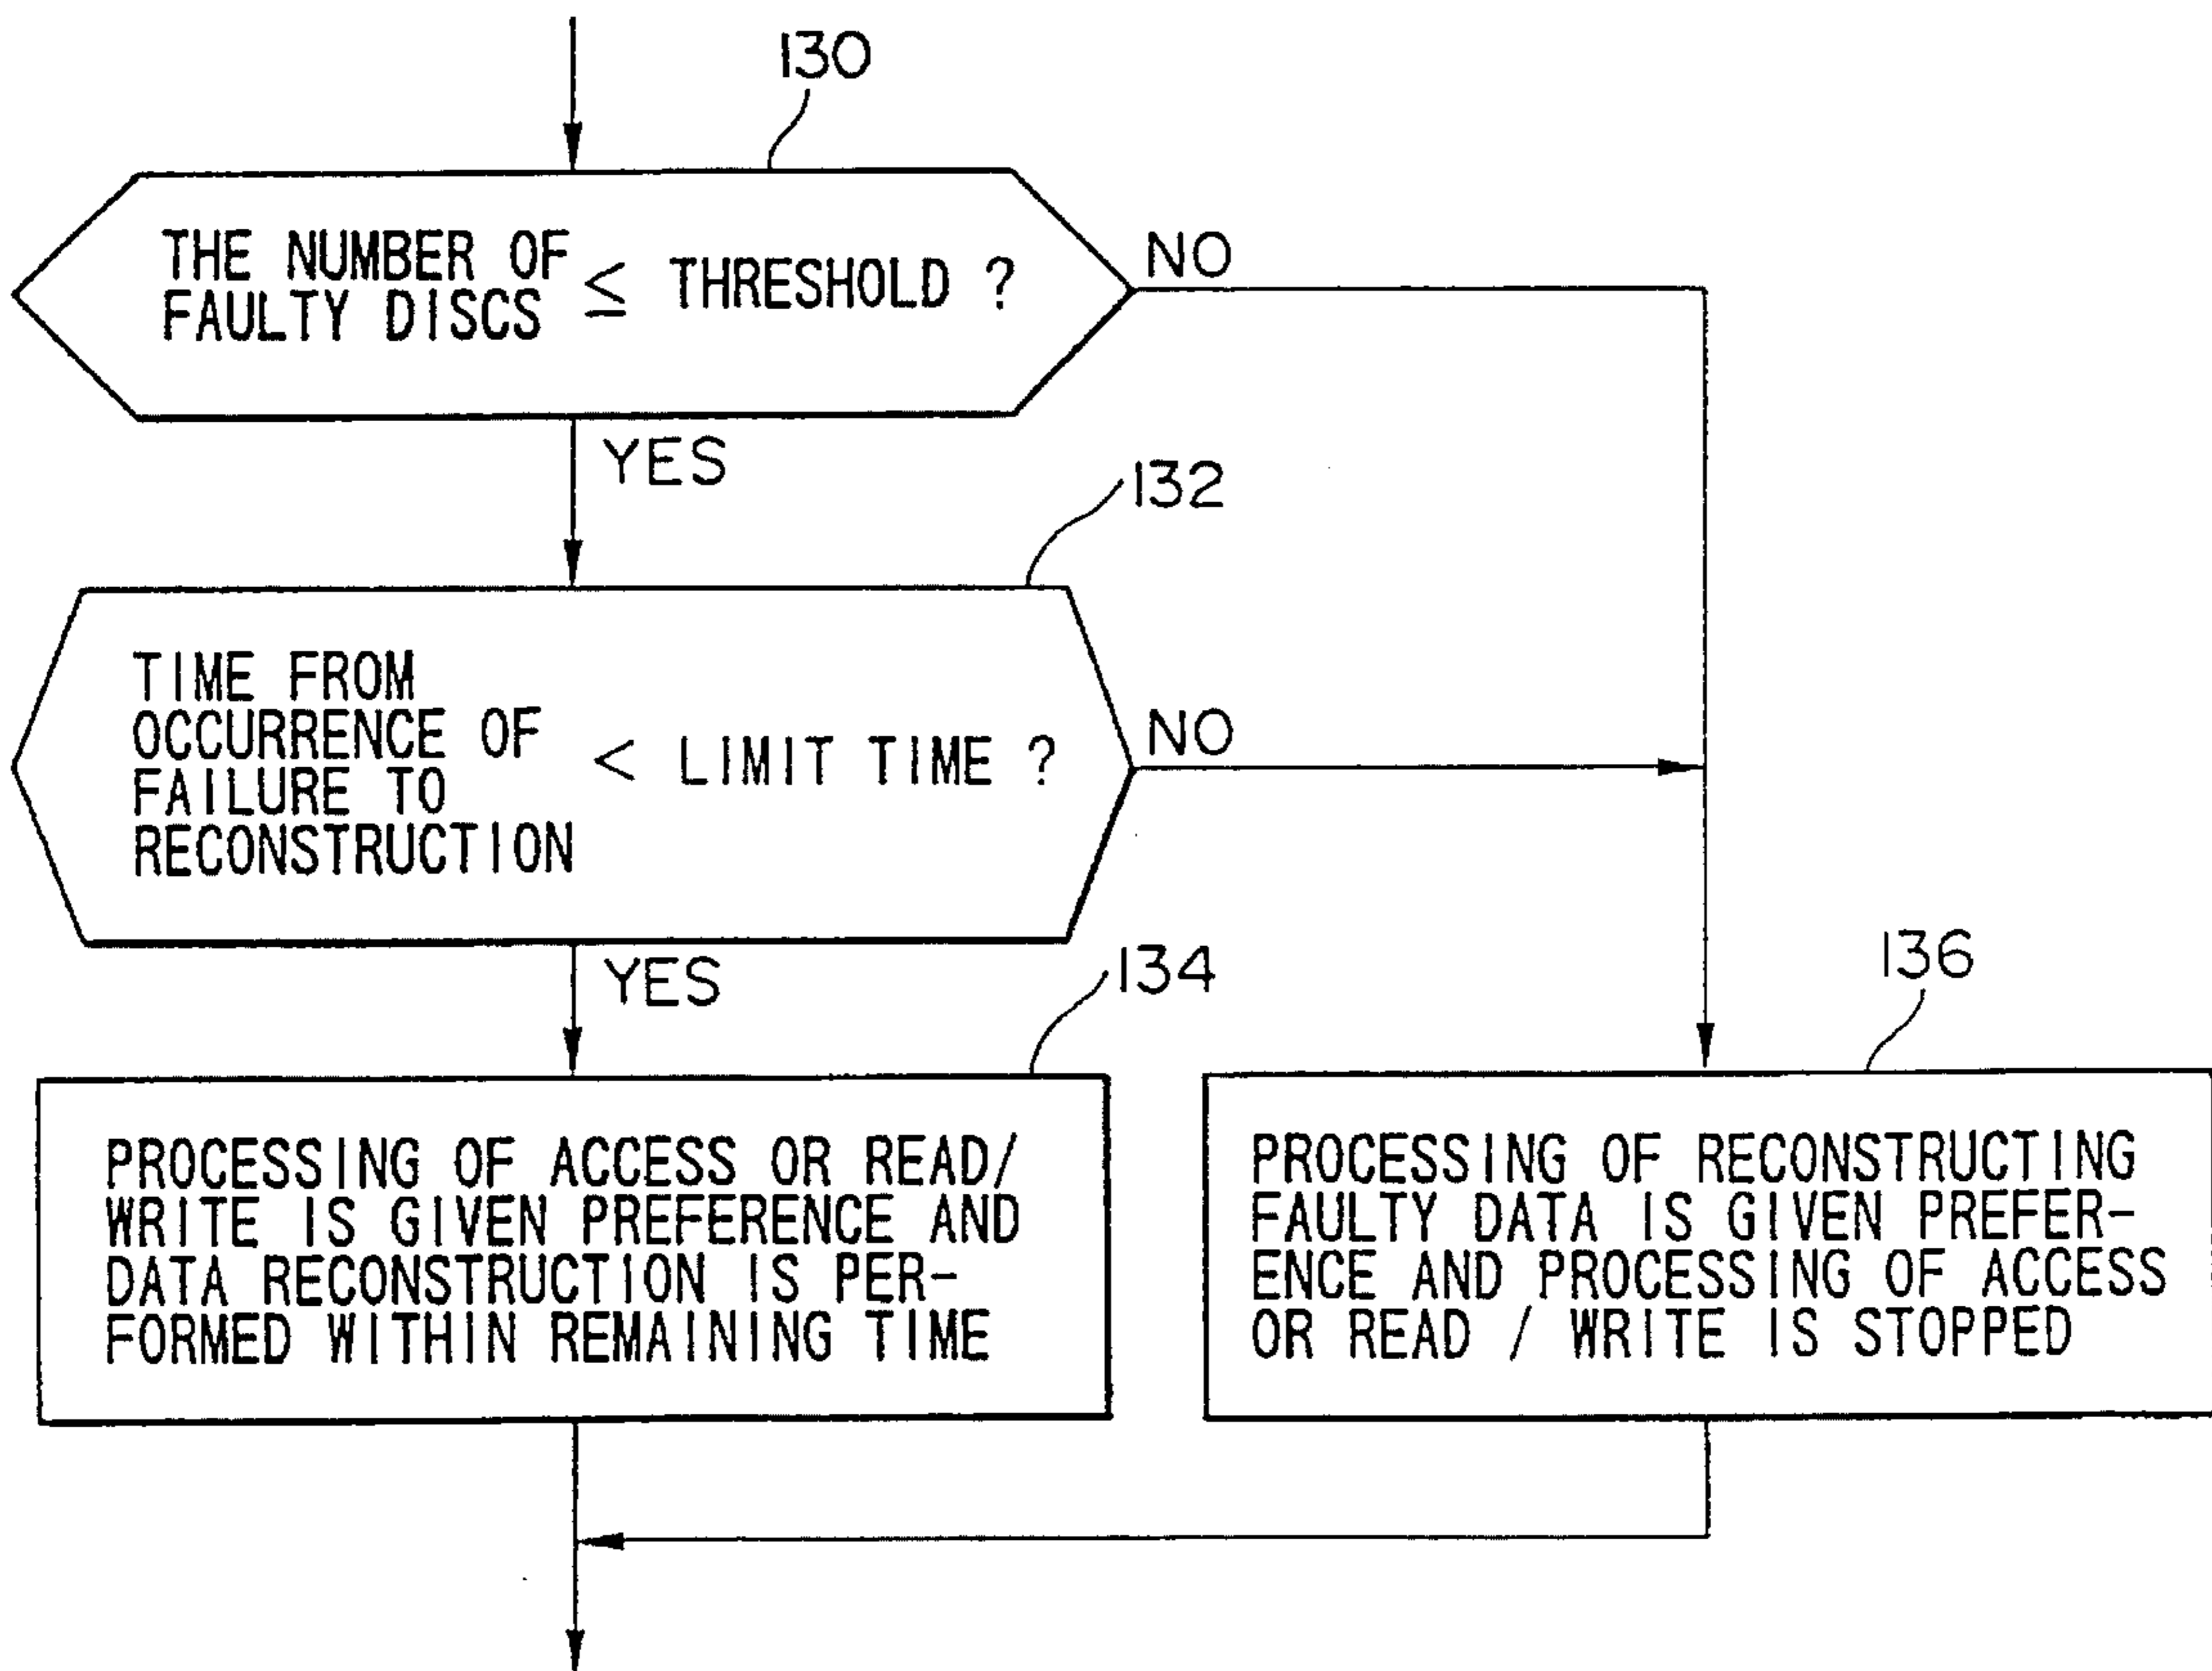 130
THE NUMBER OF
FAULTY DISCS ≤ THRESHOLD ?
NO
YES
132
TIME FROM
OCCURRENCE OF
FAILURE TO
RECONSTRUCTION
< LIMIT TIME ?
NO
YES
134
136
PROCESSING OF ACCESS OR READ/
WRITE IS GIVEN PREFERENCE AND
DATA RECONSTRUCTION IS PER-
FORMED WITHIN REMAINING TIME
PROCESSING OF RECONSTRUCTING
FAULTY DATA IS GIVEN PREFER-
ENCE AND PROCESSING OF ACCESS
OR READ / WRITE IS STOPPED